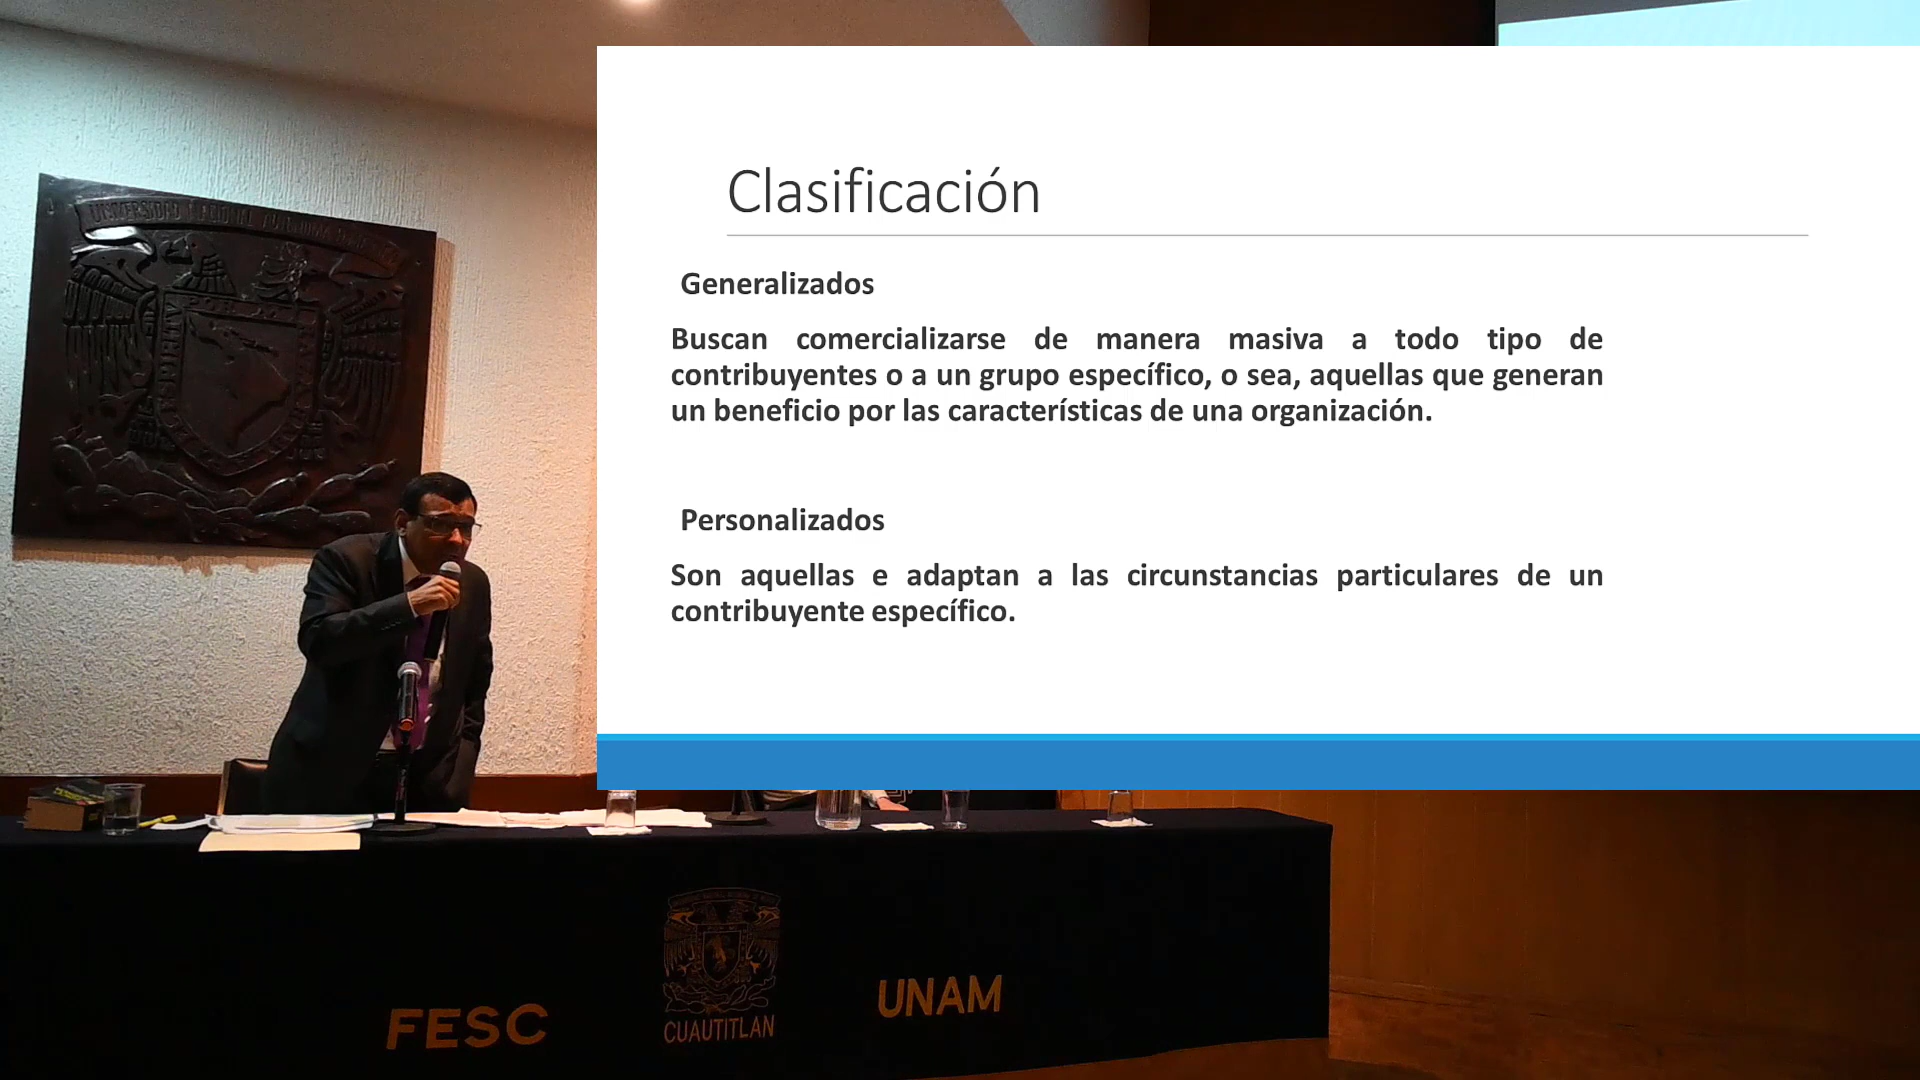 Clasificación
Generalizados
Buscan comercializarse de manera masiva a todo tipo de
contribuyentes o a un grupo específico, o sea, aquellas que generan
un beneficio por las características de una organización.
Personalizados
Son aquellas e adaptan a las circunstancias particulares de un
contribuyente específico.
FESC
CUAUTITLAN
UNAM